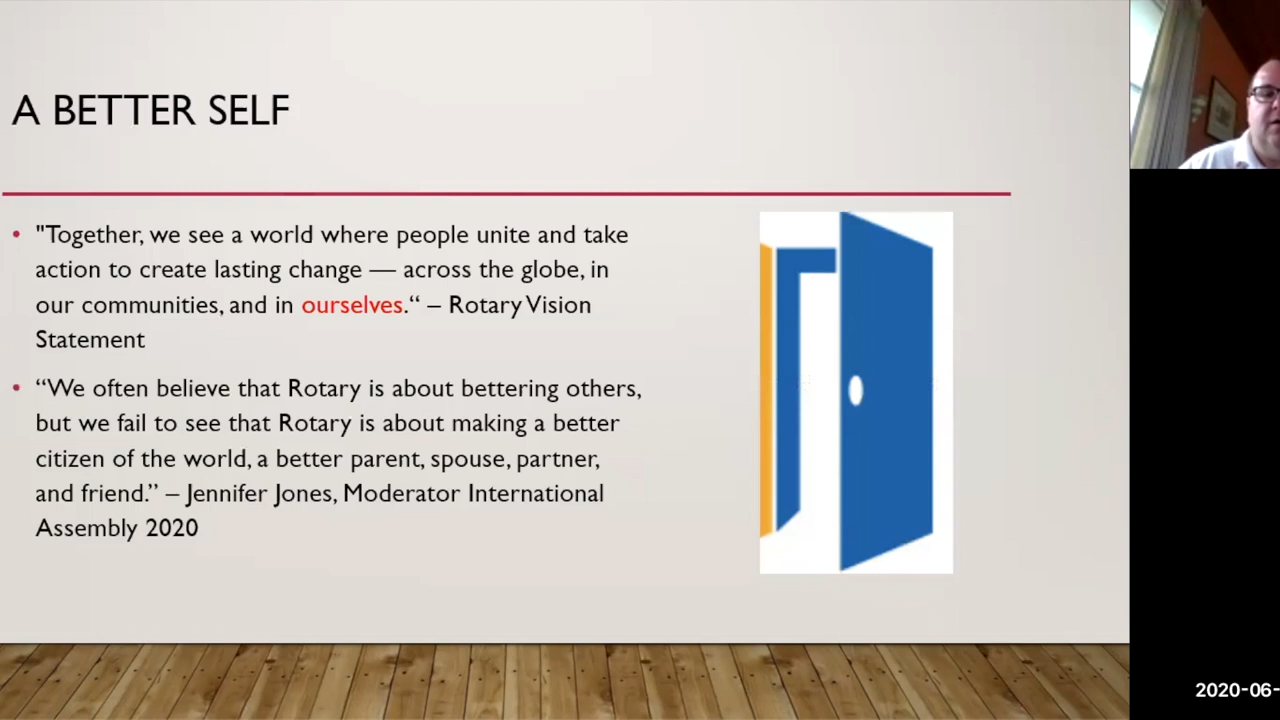 A BETTER SELF
• "Together, we see a world where people unite and take
action to create lasting change — across the globe, in
our communities, and in ourselves.“ – Rotary Vision
Statement
• “We often believe that Rotary is about bettering others,
but we fail to see that Rotary is about making a better
citizen of the world, a better parent, spouse, partner,
and friend.” – Jennifer Jones, Moderator International
Assembly 2020
2020-06-